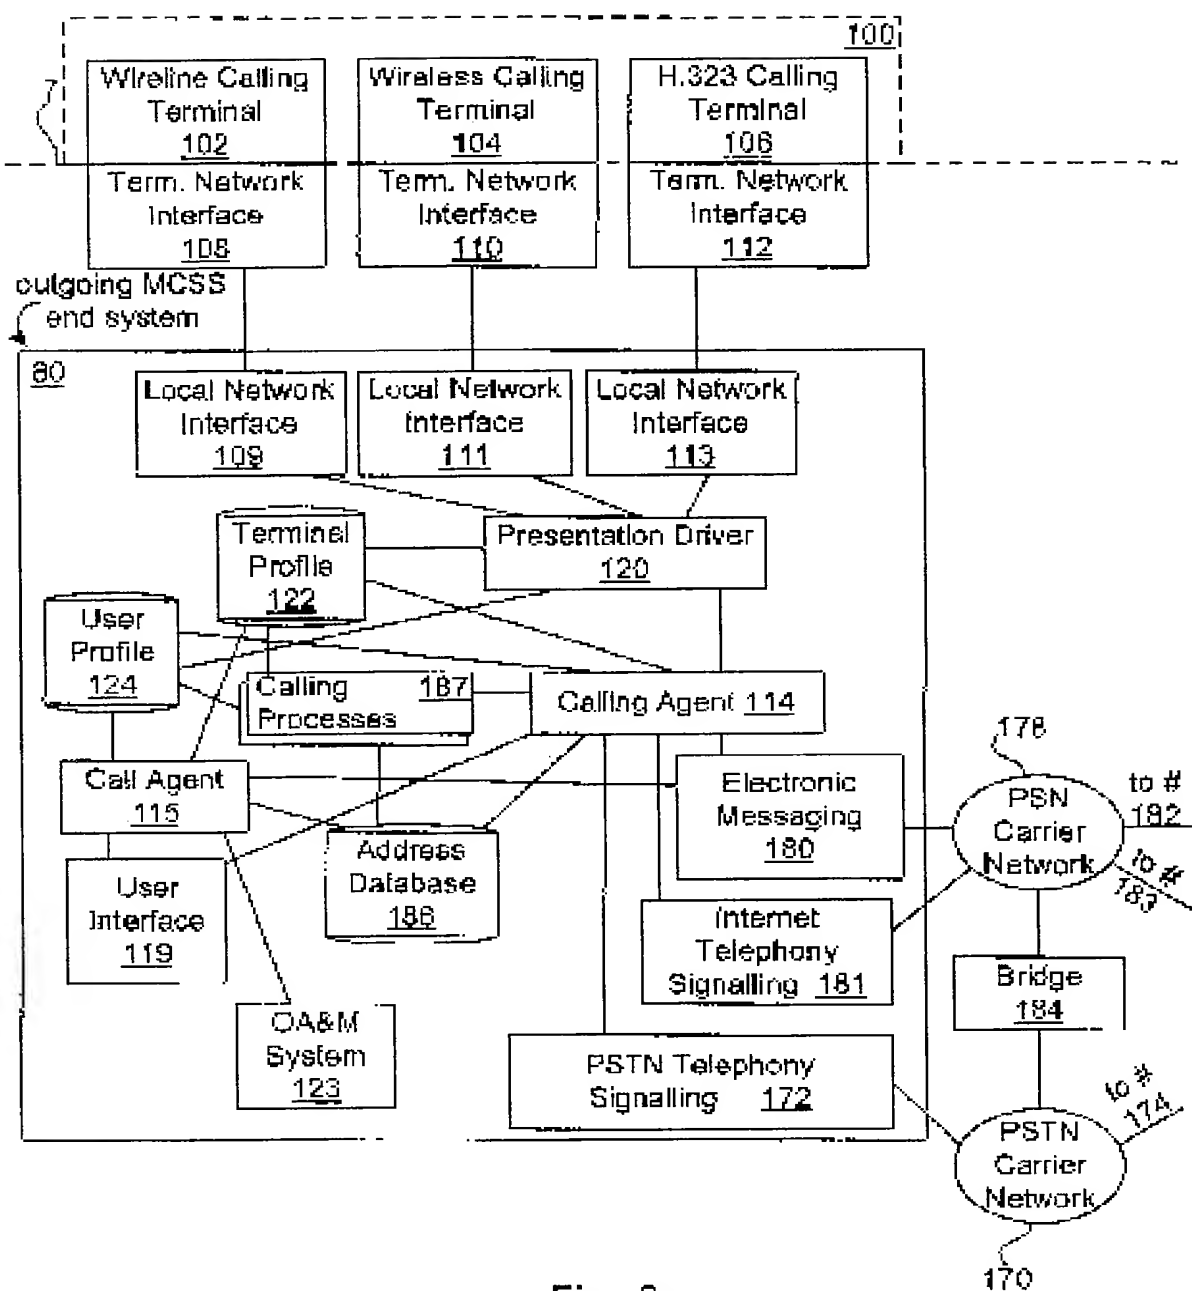 100
Wireline Calling
Terminal
102
Wireless Calling
Terminal
104
H.323 Calling
Terminal
106
7
Term. Network
Interface
108
Term. Network
Interface
110
Term. Network
Interface
112
outgoing MCSS
end system
80
Local Network
Interface
109
Local Network
Interface
111
Local Network
Interface
113
Terminal
Profile
122
Presentation Driver
120
User
Profile
124
Calling
Processes
187
Calling Agent 114
Call Agent
115
Electronic
Messaging
180
178
PSN
Carrier
Network
to #
182
to #
183
Address
Database
186
User
Interface
119
Internet
Telephony
Signalling 181
Bridge
184
OA&M
System
123
PSTN Telephony
Signalling 172
to #
174
PSTN
Carrier
Network
170